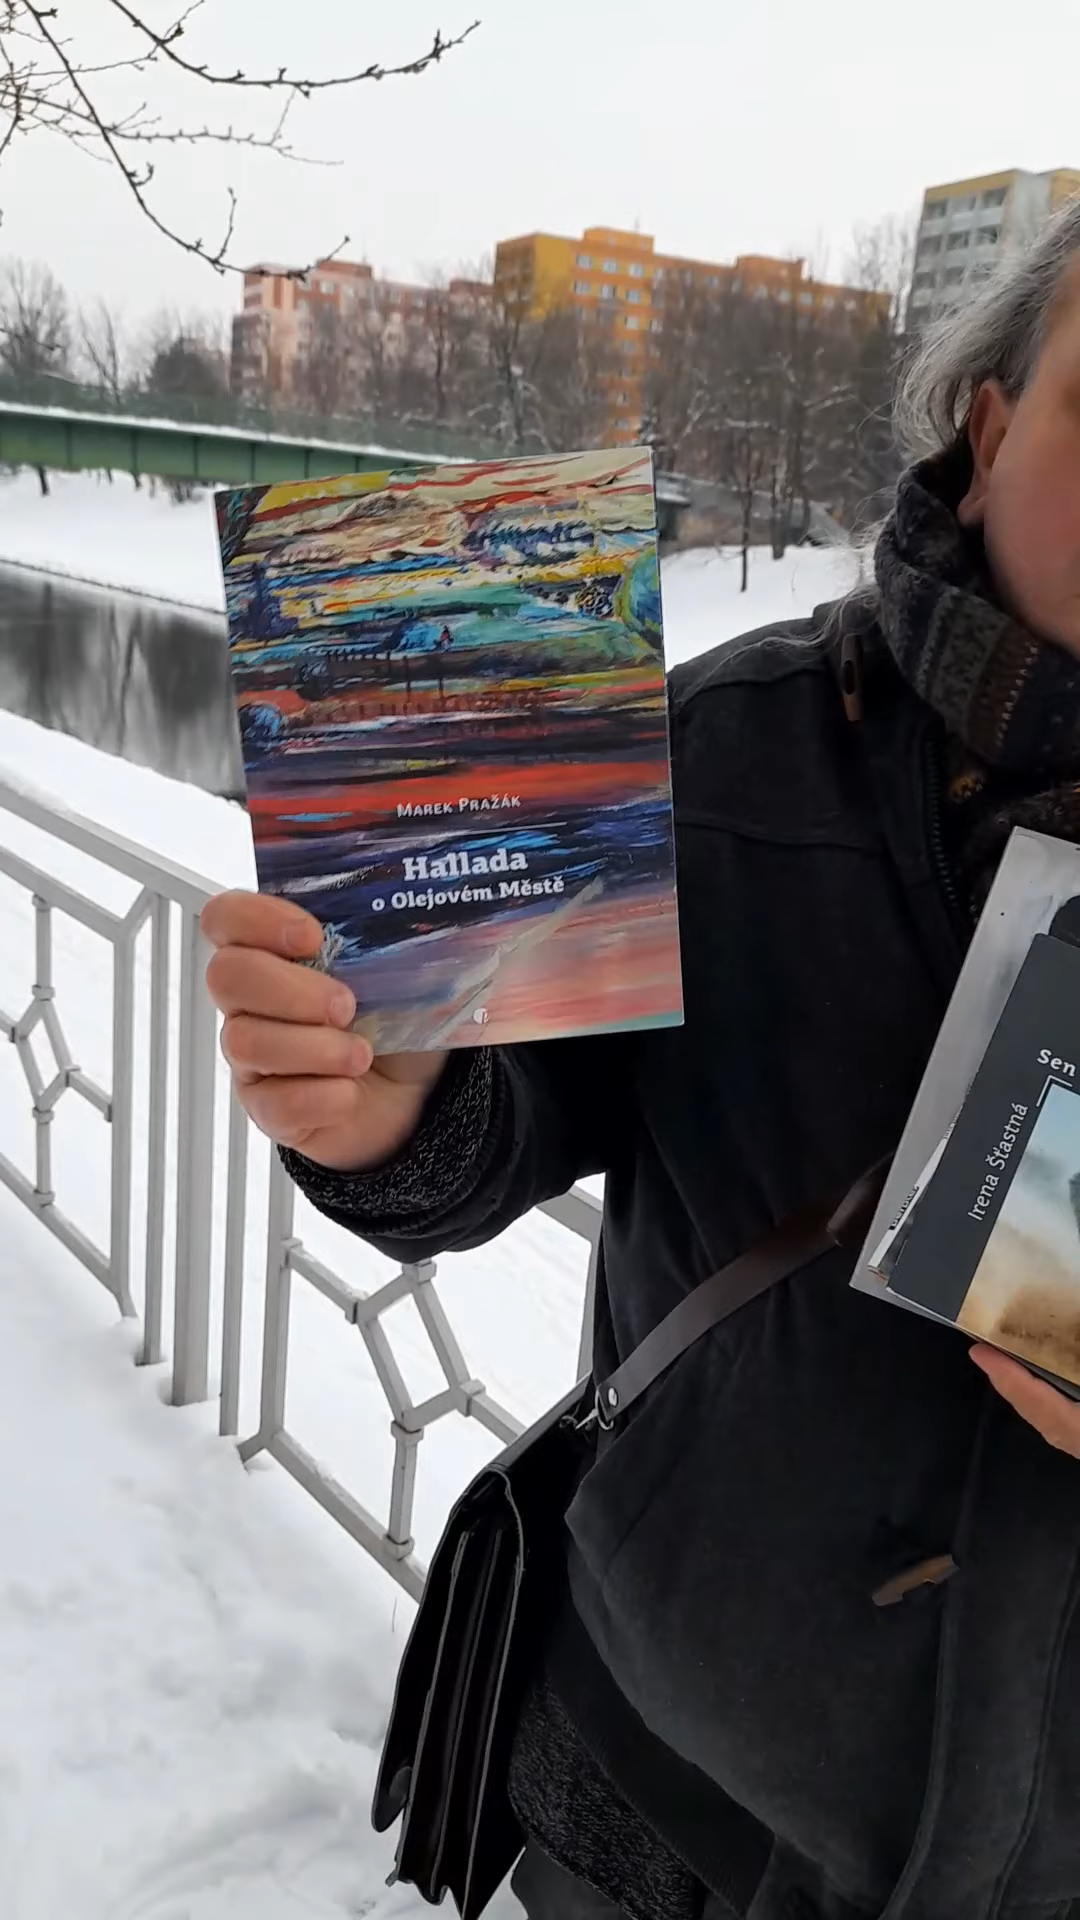 Marek Pražák
Hallada
o Olejovém Městě
Sen
Irena Šťastná